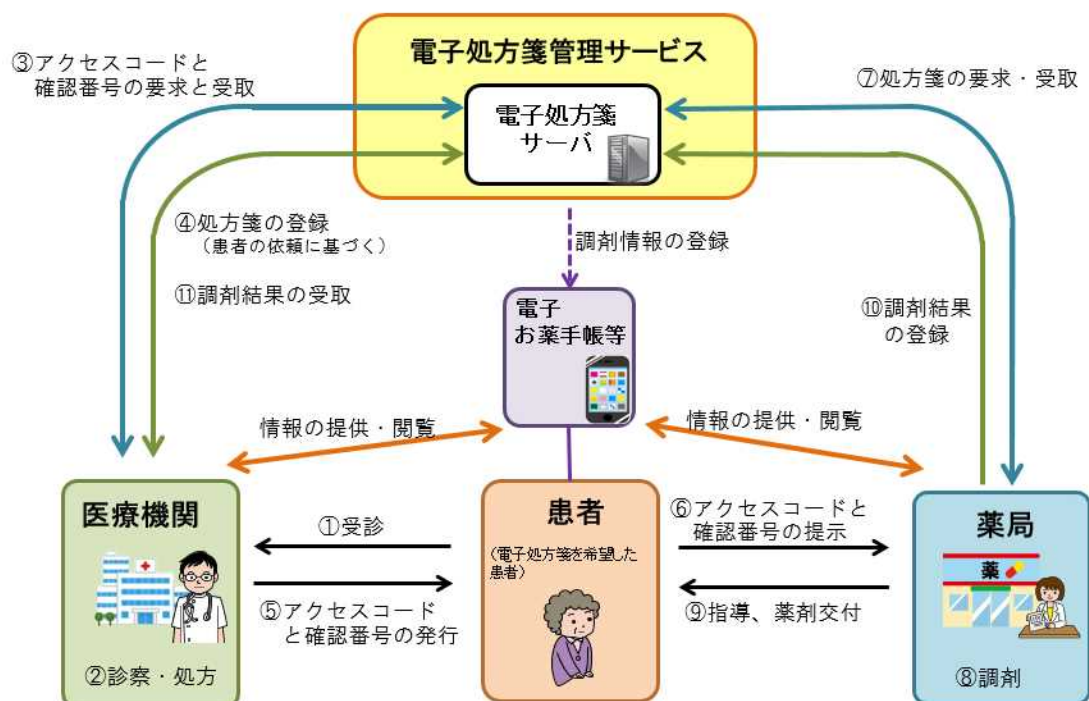 電子処方箋管理サービス
電子処方箋
サーバ
③アクセスコードと
確認番号の要求と受取
⑦処方箋の要求・受取
④処方箋の登録
（患者の依頼に基づく）
⑪調剤結果の受取
調剤情報の登録
電子
お薬手帳等
⑩調剤結果
の登録
情報の提供・閲覧
情報の提供・閲覧
医療機関
①受診
⑤アクセスコード
と確認番号の発行
②診察・処方
患者
（電子処方箋を希望した
患者）
⑥アクセスコードと
確認番号の提示
⑨指導、薬剤交付
薬局
薬
⑧調剤